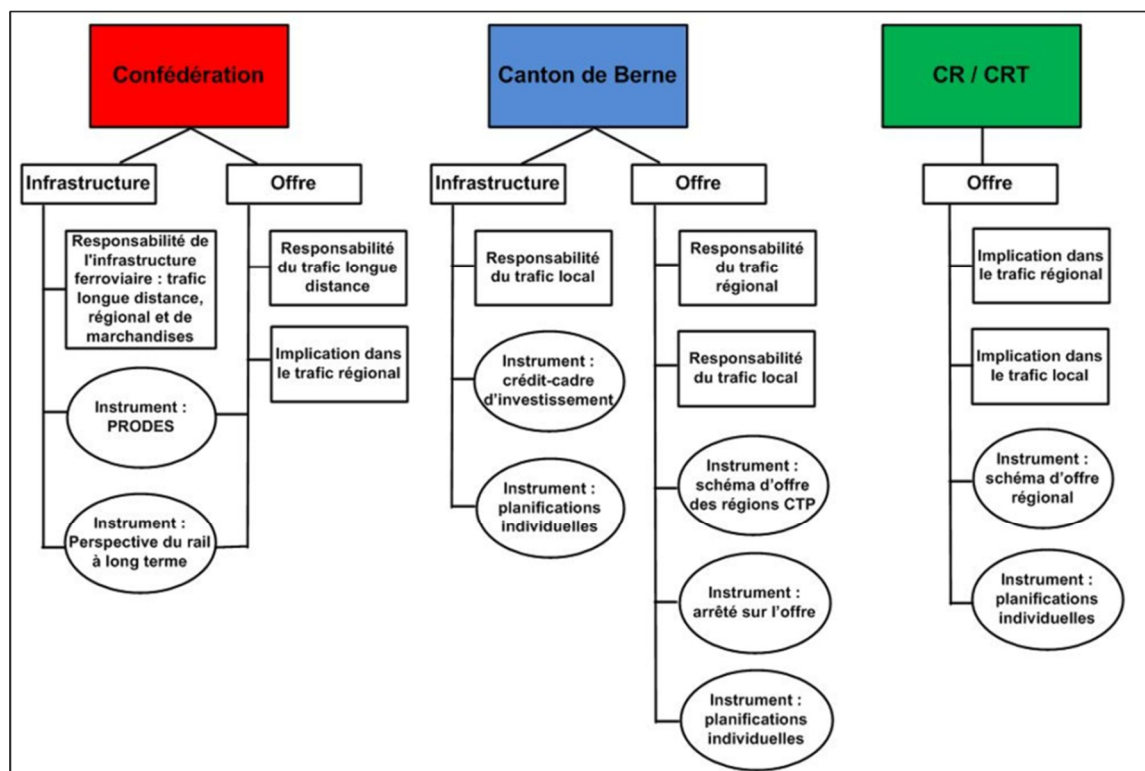 Confédération
Infrastructure
Offre
Responsabilité de
l'infrastructure
ferroviaire : trafic
longue distance,
régional et de
marchandises
Instrument :
PRODES
Instrument :
Perspective du rail
à long terme
Responsabilité
du trafic longue
distance
Implication dans
le trafic régional
Canton de Berne
Infrastructure
Offre
Responsabilité
du trafic local
Instrument :
crédit-cadre
d'investissement
Instrument :
planifications
individuelles
Responsabilité
du trafic
régional
Responsabilité
du trafic local
Instrument :
schéma d'offre
des régions CTP
Instrument :
arrêté sur l'offre
Instrument :
planifications
individuelles
CR / CRT
Offre
Implication dans
le trafic régional
Implication dans
le trafic local
Instrument :
schéma d'offre
régional
Instrument :
planifications
individuelles